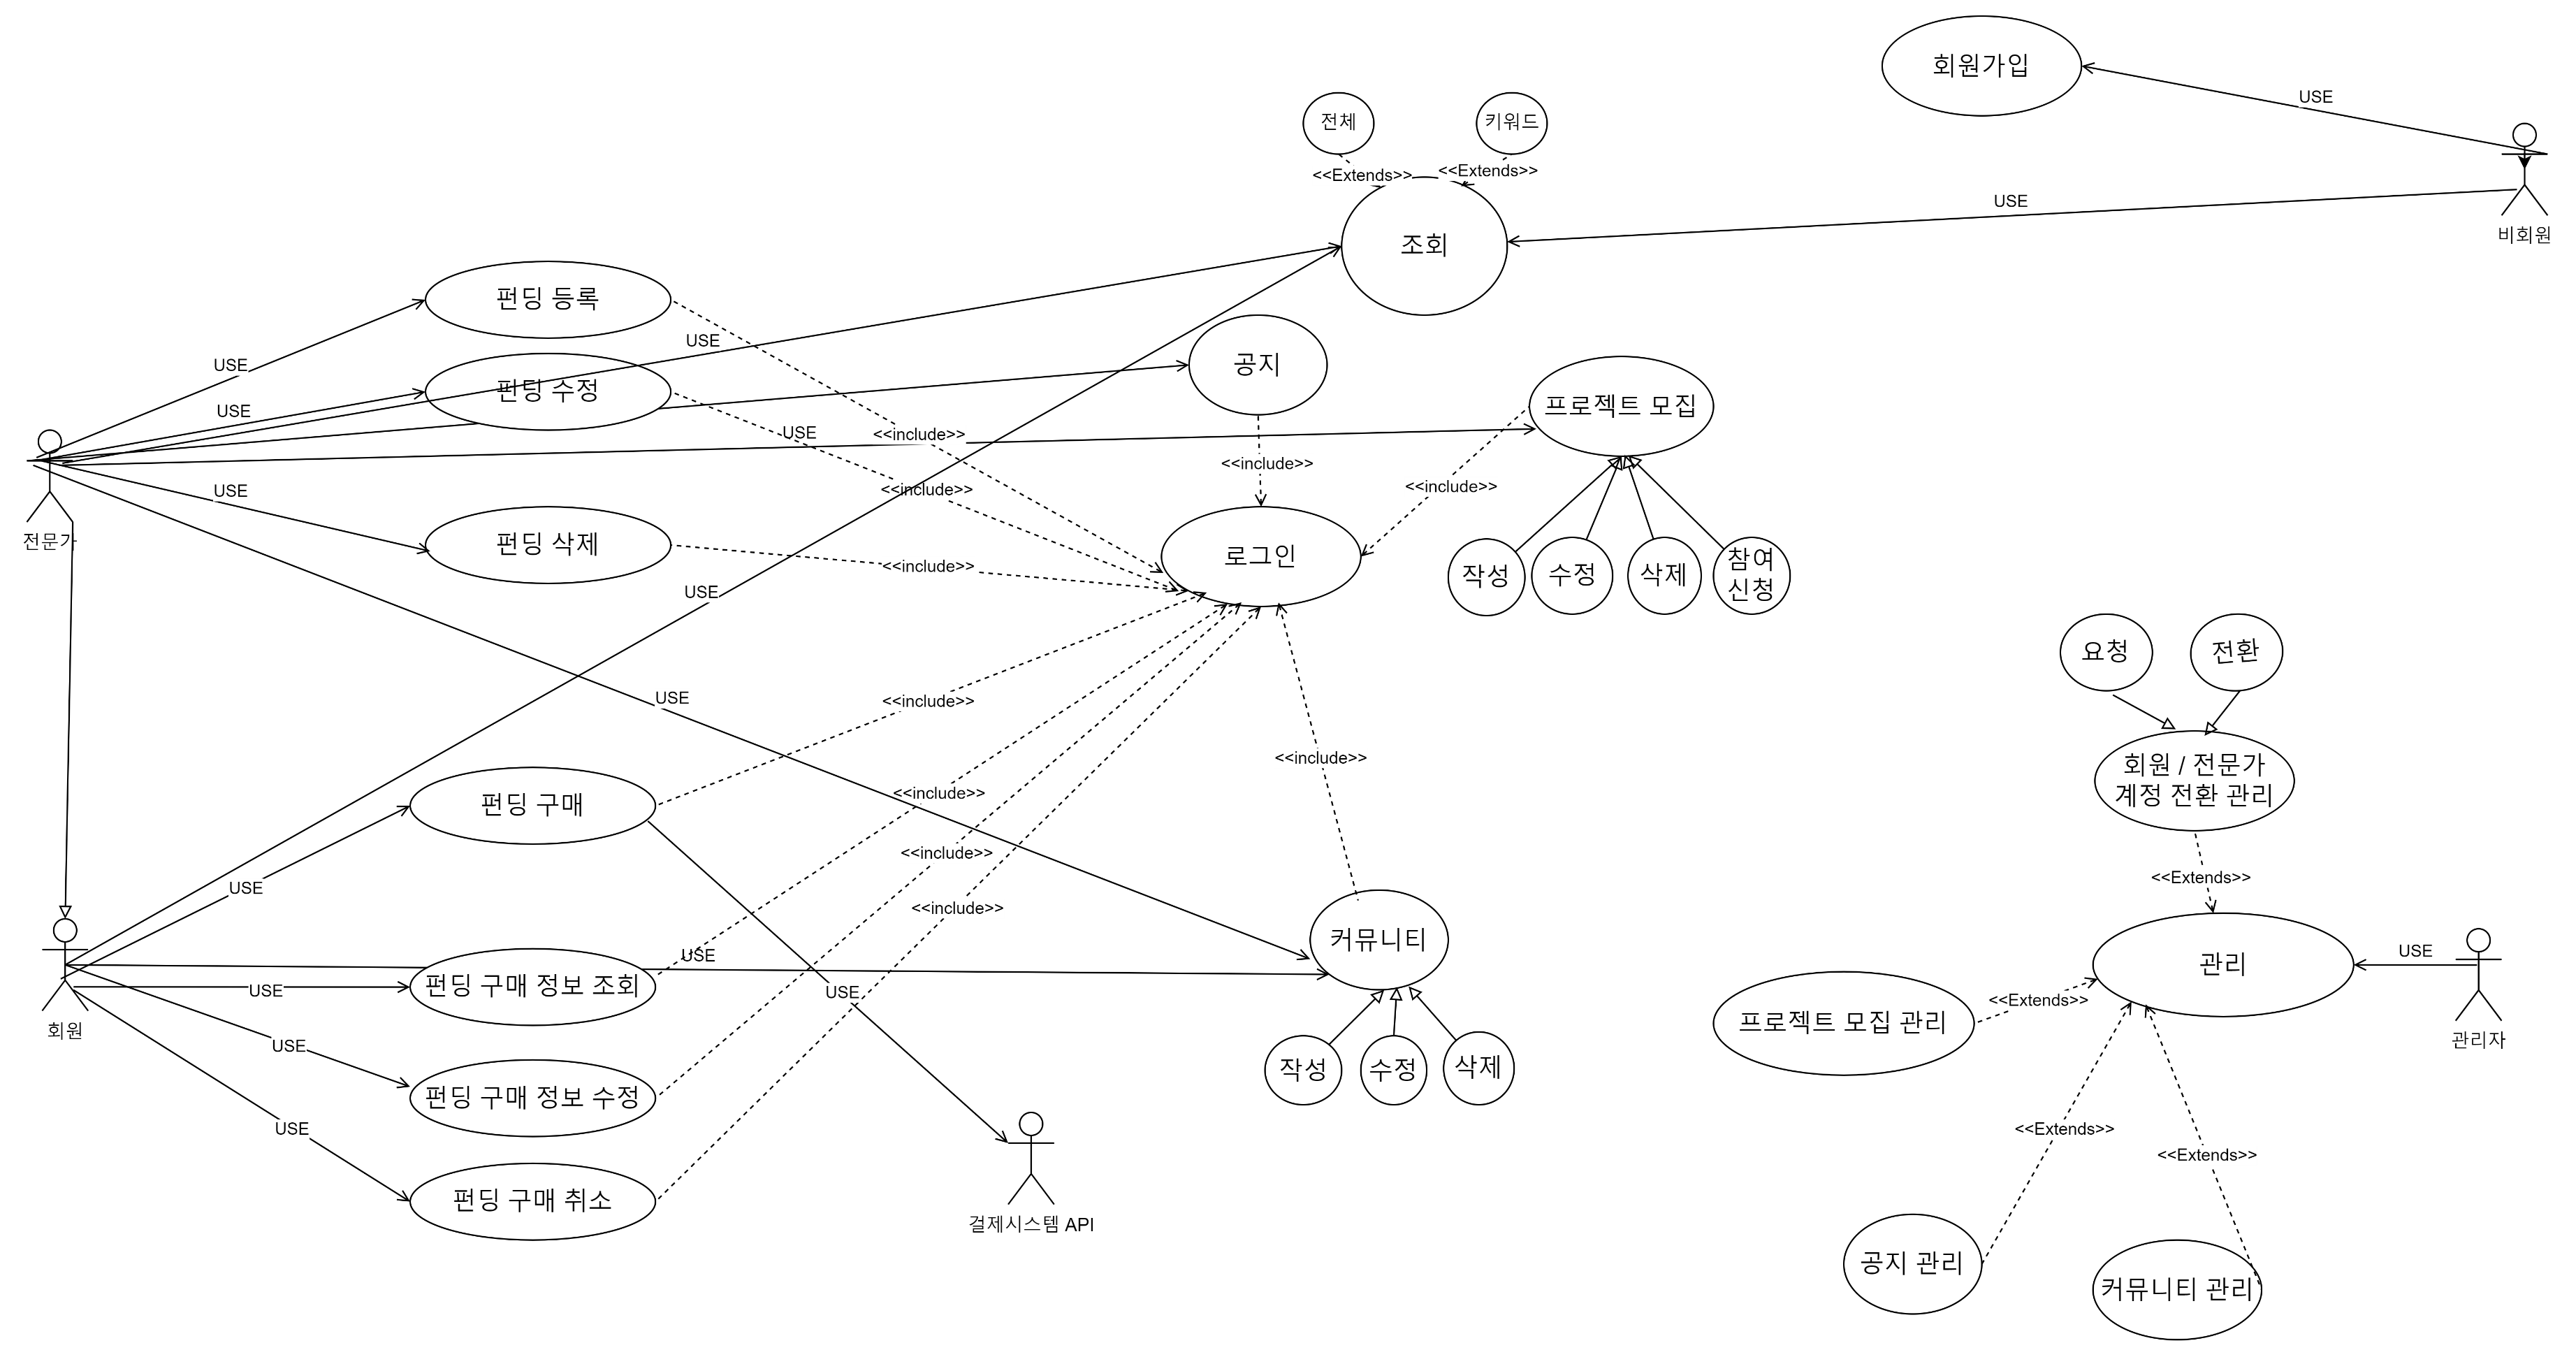 회원가입
USE
전체
키워드
<<Extends>>
<<Extends>>
USE
비회원
조회
펀딩 등록
USE
USE
공지
펀딩 수정
USE
프로젝트 모집
USE
<<include>>
<<include>>
<<include>>
<<include>>
USE
전문가
펀딩 삭제
<<include>>
로그인
작성
수정
삭제
참여
신청
USE
요청
전환
USE
<<include>>
<<include>>
회원 / 전문가
계정 전환 관리
펀딩 구매
<<include>>
<<include>>
<<Extends>>
USE
<<include>>
커뮤니티
USE
USE
관리
펀딩 구매 정보 조회
USE
USE
<<Extends>>
프로젝트 모집 관리
회원
관리자
USE
작성
수정
삭제
펀딩 구매 정보 수정
USE
<<Extends>>
<<Extends>>
펀딩 구매 취소
걸제시스템 API
공지 관리
커뮤니티 관리